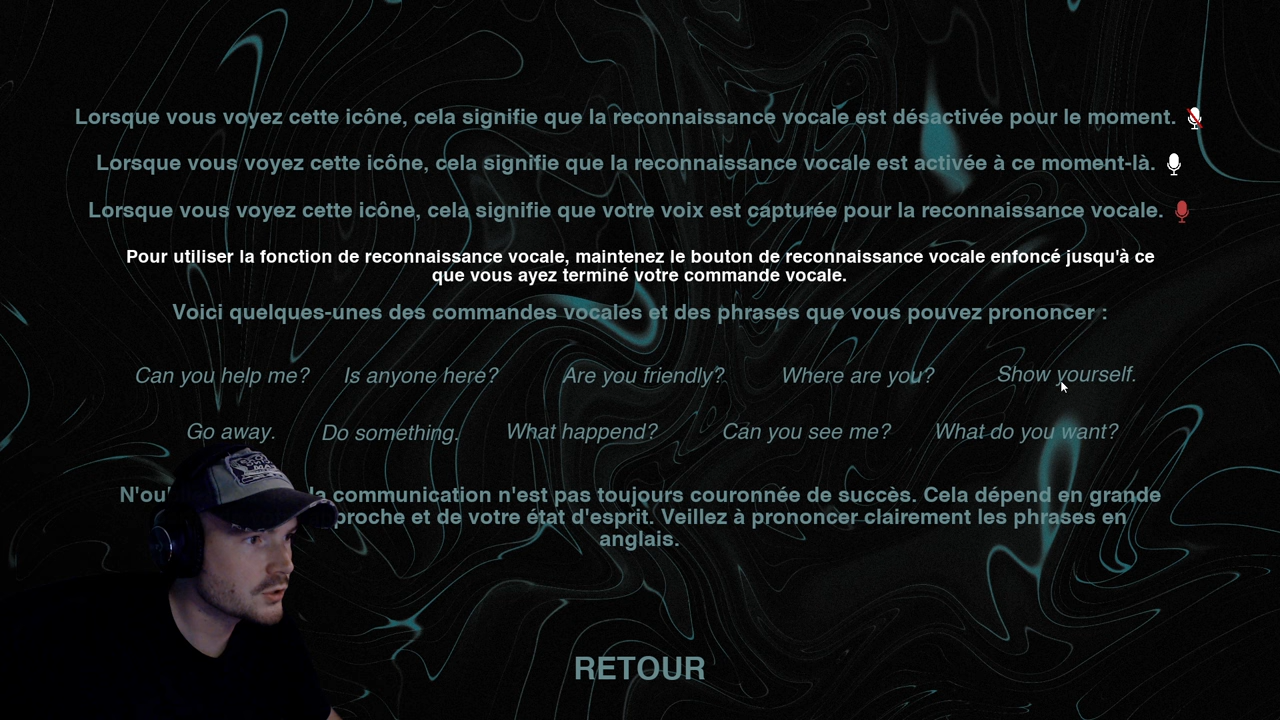 Lorsque vous voyez cette icône, cela signifie que la reconnaissance vocale est désactivée pour le moment.
Lorsque vous voyez cette icône, cela signifie que la reconnaissance vocale est activée à ce moment-là.
Lorsque vous voyez cette icône, cela signifie que votre voix est capturée pour la reconnaissance vocale.
Pour utiliser la fonction de reconnaissance vocale, maintenez le bouton de reconnaissance vocale enfoncé jusqu'à ce
que vous ayez terminé votre commande vocale.
Voici quelques-unes des commandes vocales et des phrases que vous pouvez prononcer :
Can you help me? Is anyone here? Are you friendly? Where are you? Show yourself.
Go away. Do something. What happend? Can you see me? What do you want?
la communication n'est pas toujours couronnée de succès. Cela dépend en grande
et de votre état d'esprit. Veillez à prononcer clairement les phrases en
anglais.
RETOUR